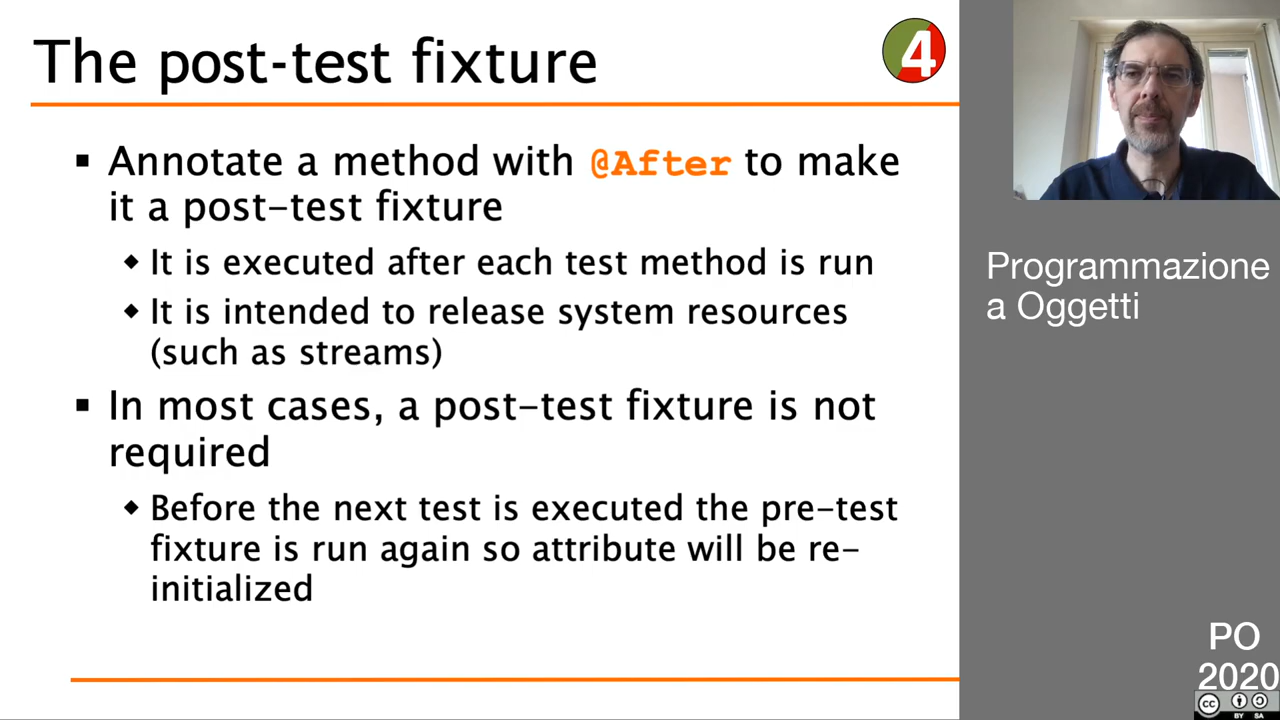 The post-test fixture
4
▪ Annotate a method with @After to make
it a post-test fixture
◆ It is executed after each test method is run
◆ It is intended to release system resources
(such as streams)
▪ In most cases, a post-test fixture is not
required
◆ Before the next test is executed the pre-test
fixture is run again so attribute will be re-
initialized
Programmazione
a Oggetti
PO
2020
cc
BY SA